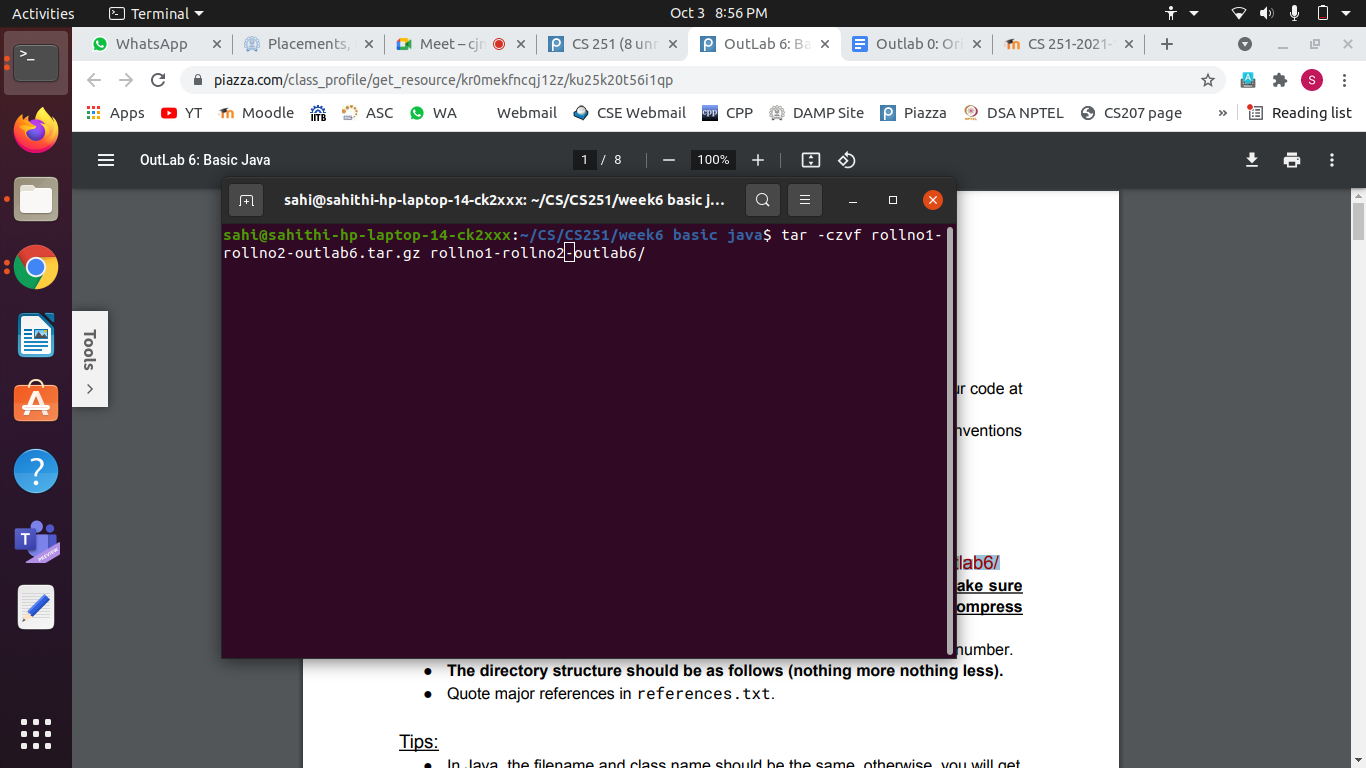 Activities Terminal Oct 3 8:56 PM
WhatsApp Placements, Meet – cjn CS 251 (8 unr OutLab 6: Ba Outlab 0: Ori CS 251-2021-
piazza.com/class_profile/get_resource/kr0mekfncqj12z/ku25k20t56i1qp S
Apps YT Moodle IITB ASC WA Webmail CSE Webmail CPP DAMP Site Piazza DSA NPTEL CS207 page » Reading list
OutLab 6: Basic Java 1 / 8 100%
sahi@sahithi-hp-laptop-14-ck2xxx: ~/CS/CS251/week6 basic j...
sahi@sahithi-hp-laptop-14-ck2xxx:~/CS/CS251/week6 basic java$ tar -czvf rollno1-
rollno2-outlab6.tar.gz rollno1-rollno2-outlab6/
Tools
ur code at
nventions
tlab6/
ake sure
ompress
number.
● The directory structure should be as follows (nothing more nothing less).
● Quote major references in references.txt.
Tips:
● In Java, the filename and class name should be the same, otherwise, you will get